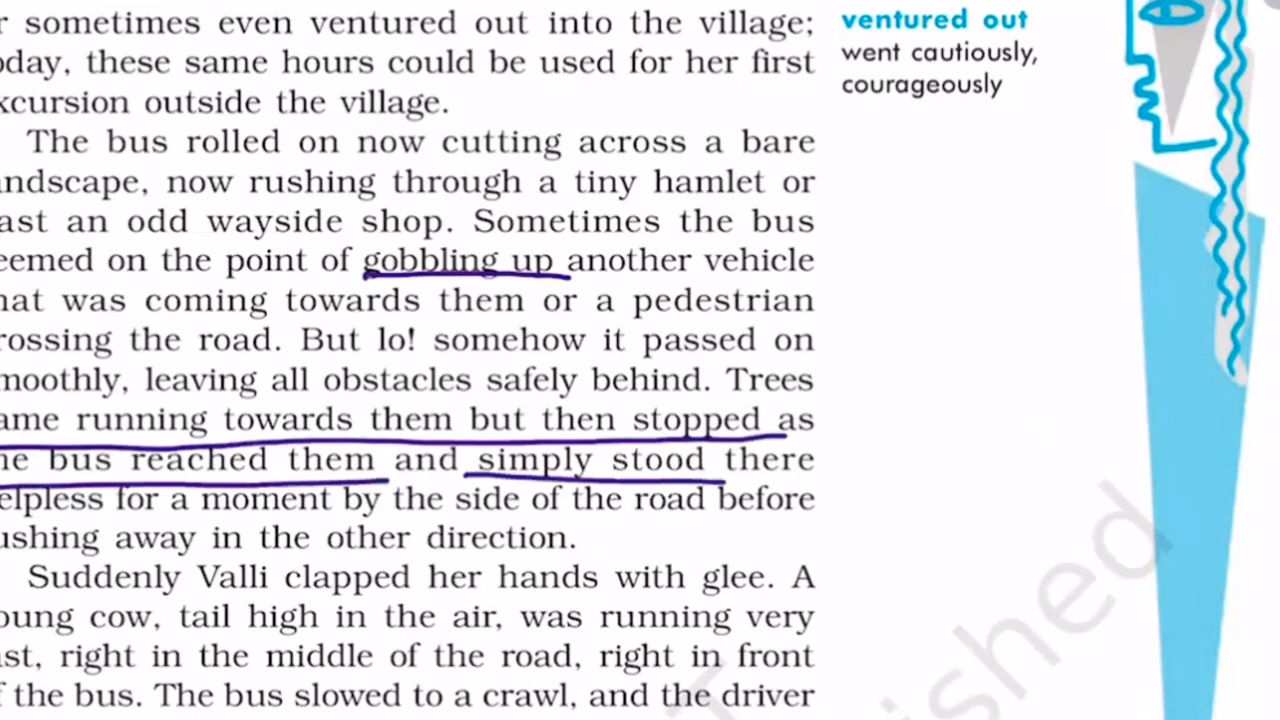 r sometimes even ventured out into the village;
oday, these same hours could be used for her first
xcursion outside the village.
The bus rolled on now cutting across a bare
andscape, now rushing through a tiny hamlet or
ast an odd wayside shop. Sometimes the bus
eemed on the point of gobbling up another vehicle
hat was coming towards them or a pedestrian
rossing the road. But lo! somehow it passed on
moothly, leaving all obstacles safely behind. Trees
ame running towards them but then stopped as
he bus reached them and simply stood there
elpless for a moment by the side of the road before
ushing away in the other direction.
Suddenly Valli clapped her hands with glee. A
oung cow, tail high in the air, was running very
ast, right in the middle of the road, right in front
f the bus. The bus slowed to a crawl, and the driver
ventured out
went cautiously,
courageously
ished